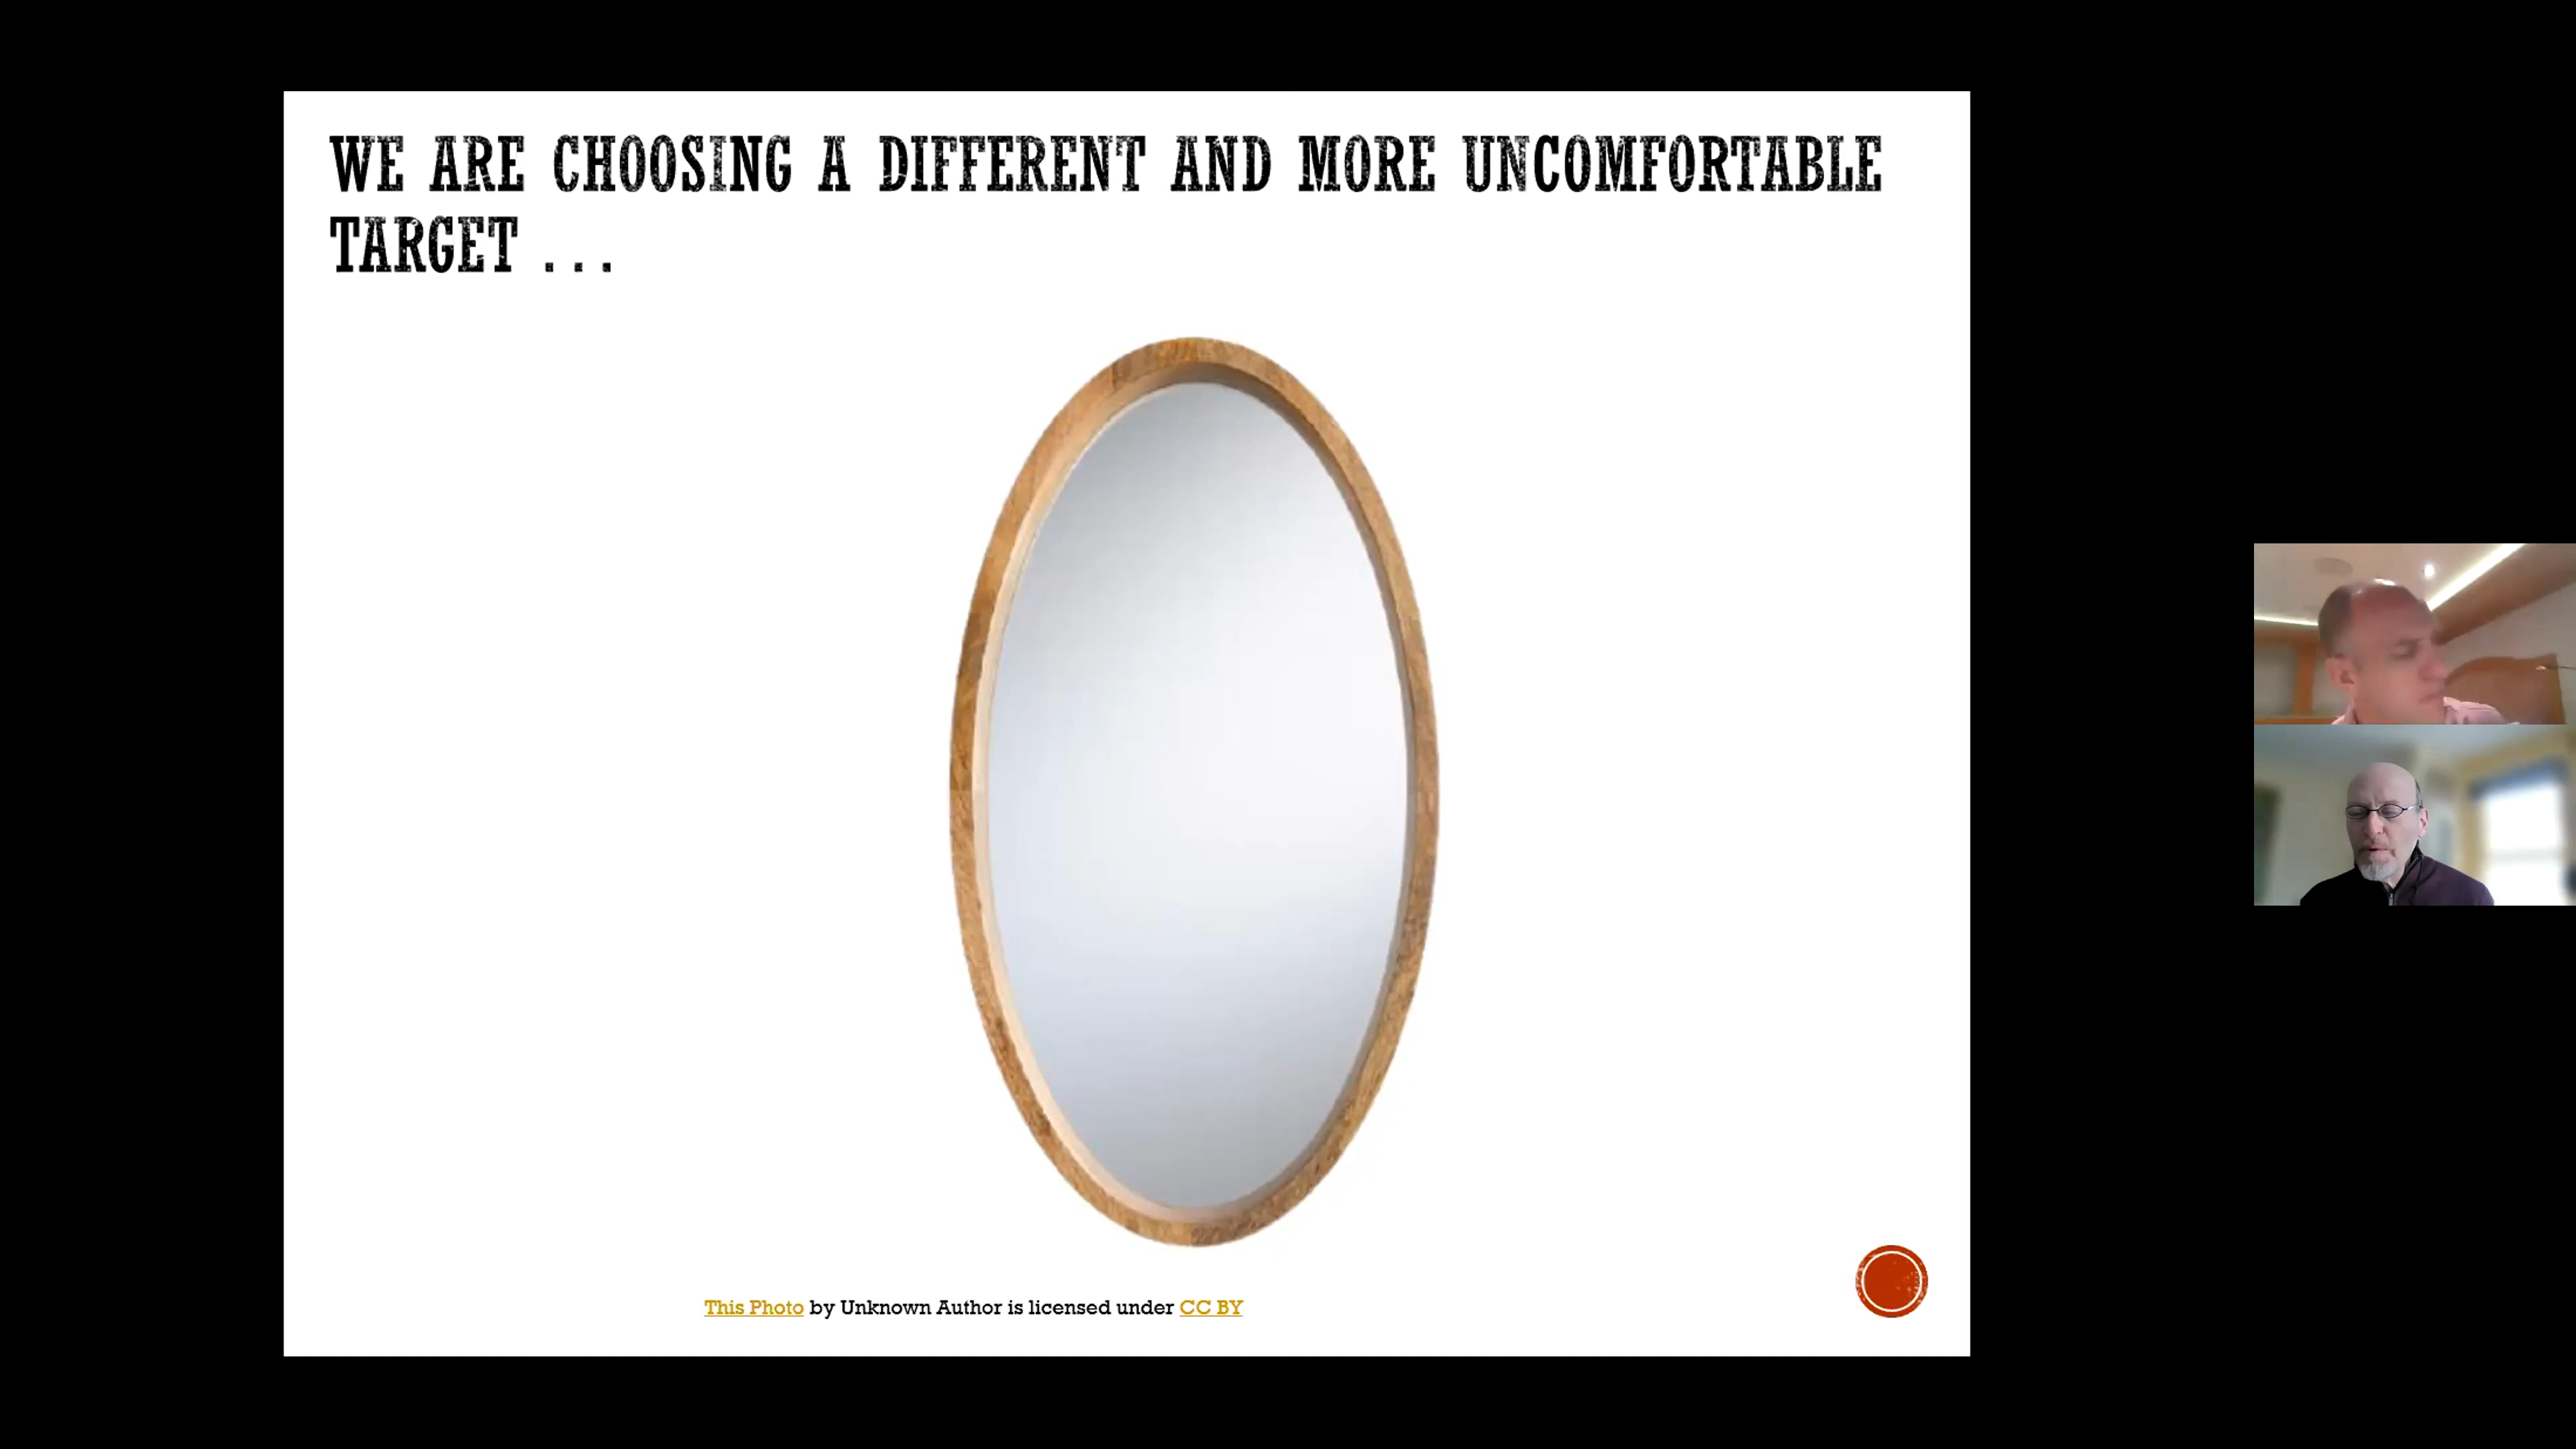 WE ARE CHOOSING A DIFFERENT AND MORE UNCOMFORTABLE
TARGET ...
This Photo by Unknown Author is licensed under CC BY